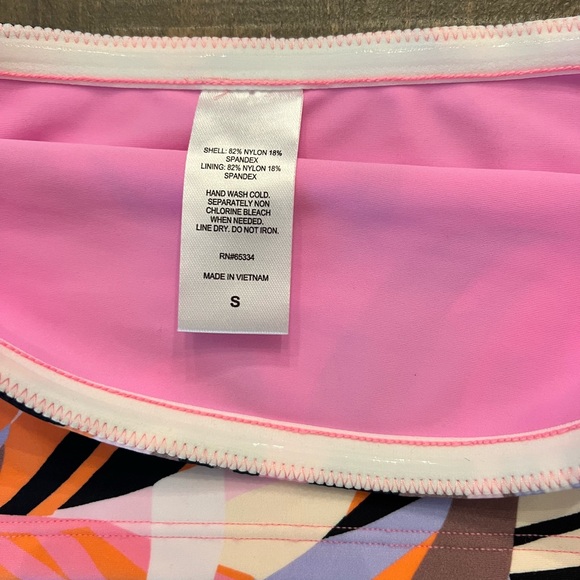 SHELL: 82% NYLON 18%
SPANDEX
LINING: 82% NYLON 18%
SPANDEX
HAND WASH COLD.
SEPARATELY NON
CHLORINE BLEACH
WHEN NEEDED.
LINE DRY. DO NOT IRON.
RN#65334
MADE IN VIETNAM
S